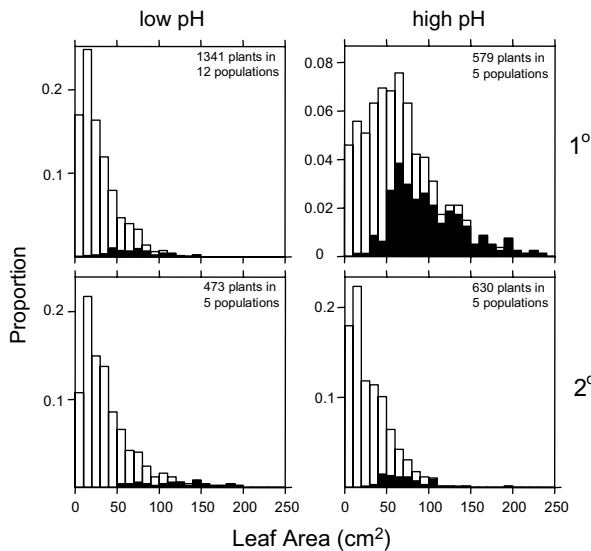 low pH
high pH
1341 plants in
12 populations
0.2
0.1
579 plants in
5 populations
0.08
0.06
0.04
0.02
0
1º
Proportion
473 plants in
5 populations
0.2
0.1
0 50 100 150 200 250
630 plants in
5 populations
0.2
0.1
0 50 100 150 200 250
2º
Leaf Area (cm²)